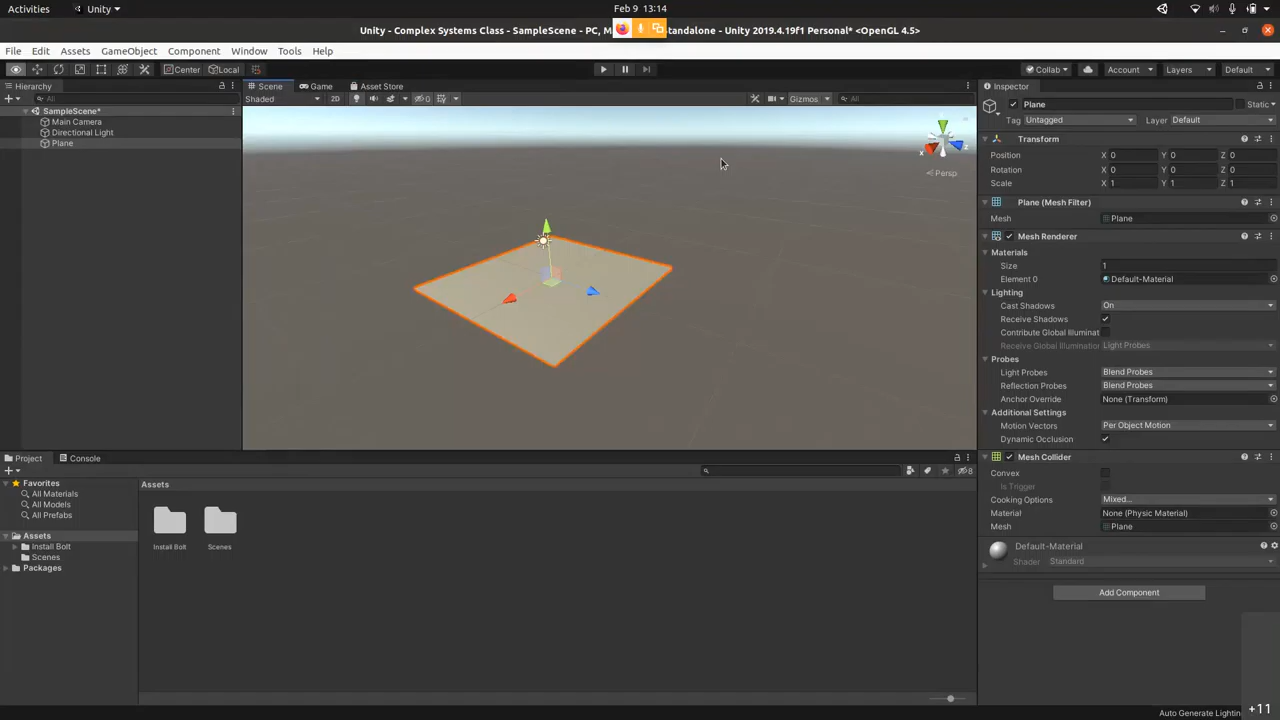 Activities Unity Feb 9 13:14
Unity - Complex Systems Class - SampleScene - PC, M tandalone - Unity 2019.4.19f1 Personal* <OpenGL 4.5>
File Edit Assets GameObject Component Window Tools Help
Center Local Collab Account Layers Default
Hierarchy
All
SampleScene*
Main Camera
Directional Light
Plane
Scene Game Asset Store
Shaded 2D 0 Gizmos All
x z
Persp
Inspector
Plane Static
Tag Untagged Layer Default
Transform
Position X 0 Y 0 Z 0
Rotation X 0 Y 0 Z 0
Scale X 1 Y 1 Z 1
Plane (Mesh Filter)
Mesh Plane
Mesh Renderer
Materials
Size 1
Element 0 Default-Material
Lighting
Cast Shadows On
Receive Shadows
Contribute Global Illuminat
Receive Global Illumination Light Probes
Probes
Light Probes Blend Probes
Reflection Probes Blend Probes
Anchor Override None (Transform)
Additional Settings
Motion Vectors Per Object Motion
Dynamic Occlusion
Mesh Collider
Convex
Is Trigger
Cooking Options Mixed...
Material None (Physic Material)
Mesh Plane
Default-Material
Shader Standard
Add Component
Project Console
8
Favorites
All Materials
All Models
All Prefabs
Assets
Install Bolt
Scenes
Packages
Assets
Install Bolt Scenes
Auto Generate Lightin
+11